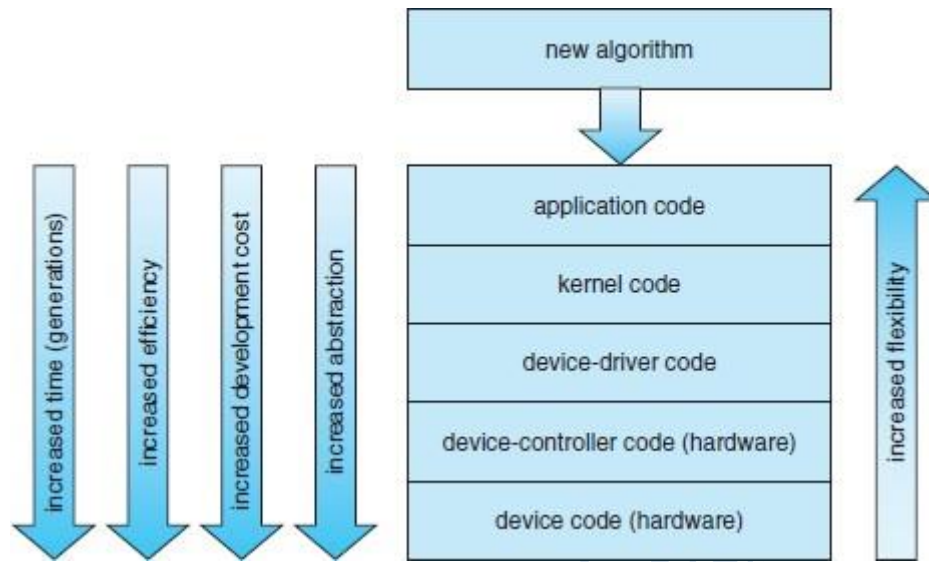 new algorithm
application code
kernel code
device-driver code
device-controller code (hardware)
device code (hardware)
increased time (generations)
increased efficiency
increased development cost
increased abstraction
increased flexibility